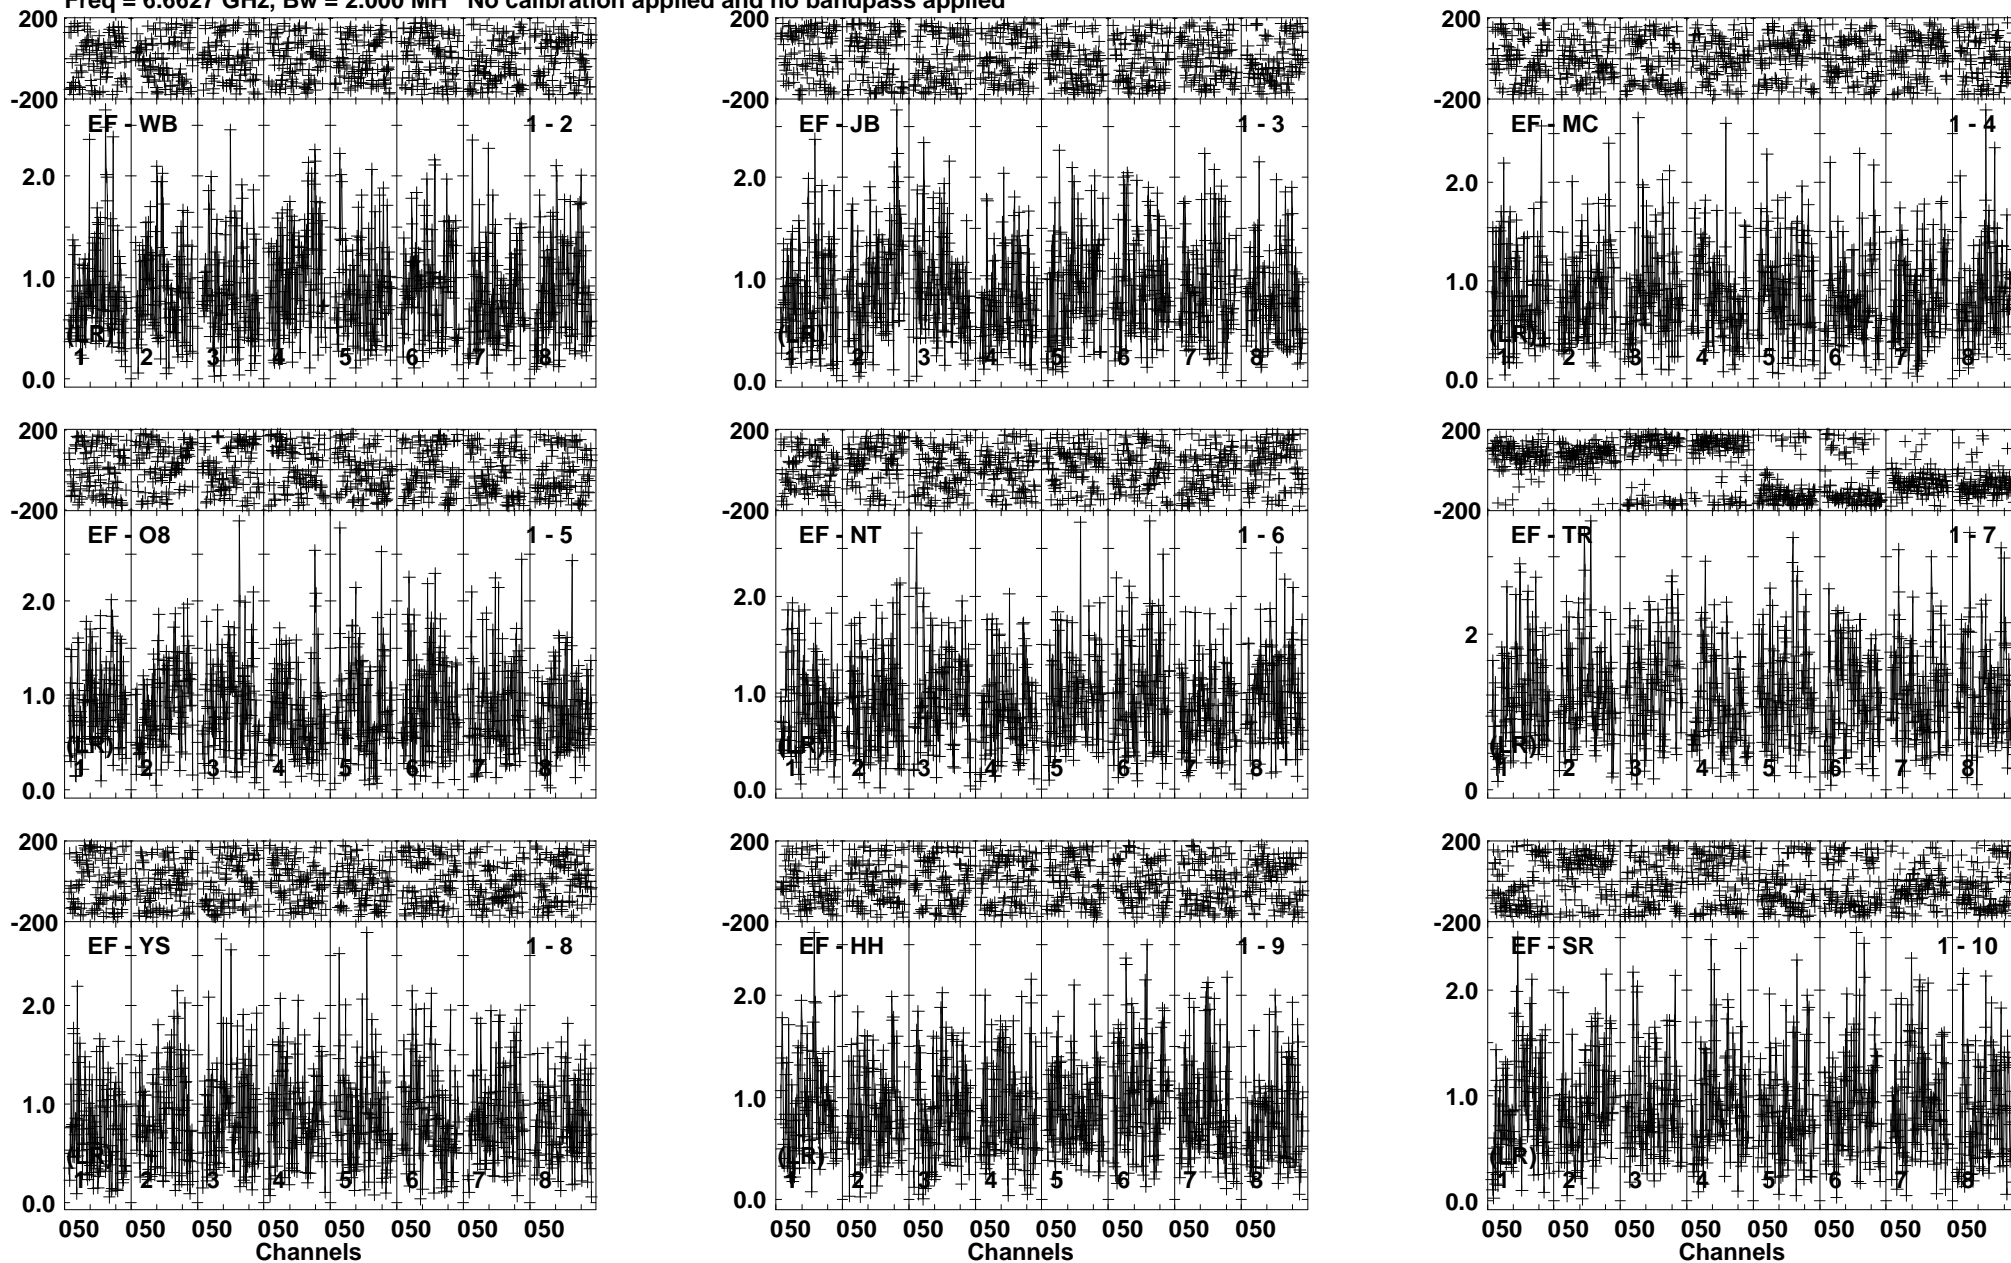 Freq = 6.6627 GHz, Bw = 2.000 MH No calibration applied and no bandpass applied
200
-200
EF - WB 1 - 2
2.0
1.0
0.0
(LR)
1 2 3 4 5 6 7 8
200
-200
EF - JB 1 - 3
2.0
1.0
0.0
(LR)
1 2 3 4 5 6 7 8
200
-200
EF - MC 1 - 4
2.0
1.0
0.0
(LR)
1 2 3 4 5 6 7 8
200
-200
EF - O8 1 - 5
2.0
1.0
0.0
(LR)
1 2 3 4 5 6 7 8
200
-200
EF - NT 1 - 6
2.0
1.0
0.0
(LR)
1 2 3 4 5 6 7 8
200
-200
EF - TR 1 - 7
2
0
(LR)
1 2 3 4 5 6 7 8
200
-200
EF - YS 1 - 8
2.0
1.0
0.0
(LR)
1 2 3 4 5 6 7 8
050 050 050 050 050 050 050 050
Channels
200
-200
EF - HH 1 - 9
2.0
1.0
0.0
(LR)
1 2 3 4 5 6 7 8
050 050 050 050 050 050 050 050
Channels
200
-200
EF - SR 1 - 10
2.0
1.0
0.0
(LR)
1 2 3 4 5 6 7 8
050 050 050 050 050 050 050 050
Channels